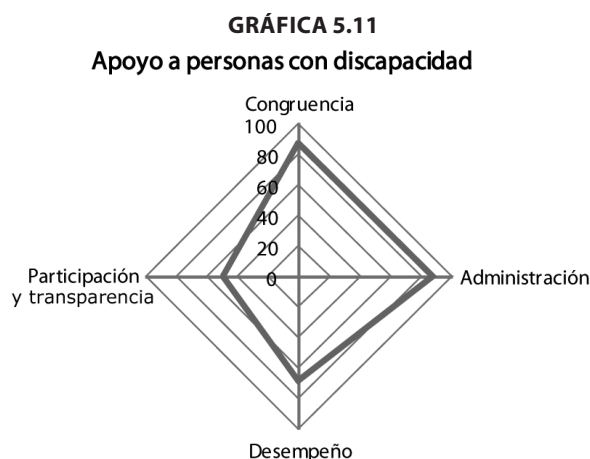 GRÁFICA 5.11
Apoyo a personas con discapacidad
Congruencia
100
80
60
40
20
0
Participación
y transparencia
Administración
Desempeño